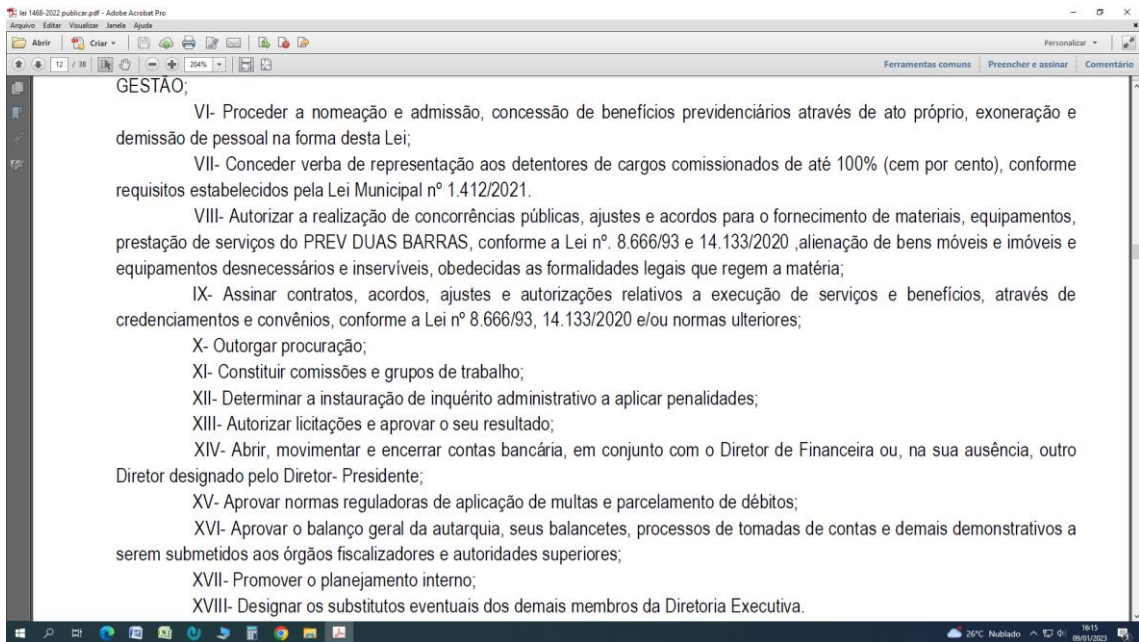 lei 1468-2022 publicar.pdf - Adobe Acrobat Pro
Arquivo Editar Visualizar Janela Ajuda
Abrir Criar Personalizar
12 / 38 204% Ferramentas comuns Preencher e assinar Comentário
GESTÃO;
VI- Proceder a nomeação e admissão, concessão de benefícios previdenciários através de ato próprio, exoneração e
demissão de pessoal na forma desta Lei;
VII- Conceder verba de representação aos detentores de cargos comissionados de até 100% (cem por cento), conforme
requisitos estabelecidos pela Lei Municipal nº 1.412/2021.
VIII- Autorizar a realização de concorrências públicas, ajustes e acordos para o fornecimento de materiais, equipamentos,
prestação de serviços do PREV DUAS BARRAS, conforme a Lei nº. 8.666/93 e 14.133/2020 ,alienação de bens móveis e imóveis e
equipamentos desnecessários e inservíveis, obedecidas as formalidades legais que regem a matéria;
IX- Assinar contratos, acordos, ajustes e autorizações relativos a execução de serviços e benefícios, através de
credenciamentos e convênios, conforme a Lei nº 8.666/93, 14.133/2020 e/ou normas ulteriores;
X- Outorgar procuração;
XI- Constituir comissões e grupos de trabalho;
XII- Determinar a instauração de inquérito administrativo a aplicar penalidades;
XIII- Autorizar licitações e aprovar o seu resultado;
XIV- Abrir, movimentar e encerrar contas bancária, em conjunto com o Diretor de Financeira ou, na sua ausência, outro
Diretor designado pelo Diretor- Presidente;
XV- Aprovar normas reguladoras de aplicação de multas e parcelamento de débitos;
XVI- Aprovar o balanço geral da autarquia, seus balancetes, processos de tomadas de contas e demais demonstrativos a
serem submetidos aos órgãos fiscalizadores e autoridades superiores;
XVII- Promover o planejamento interno;
XVIII- Designar os substitutos eventuais dos demais membros da Diretoria Executiva.
26°C Nublado 16:15
09/01/2023